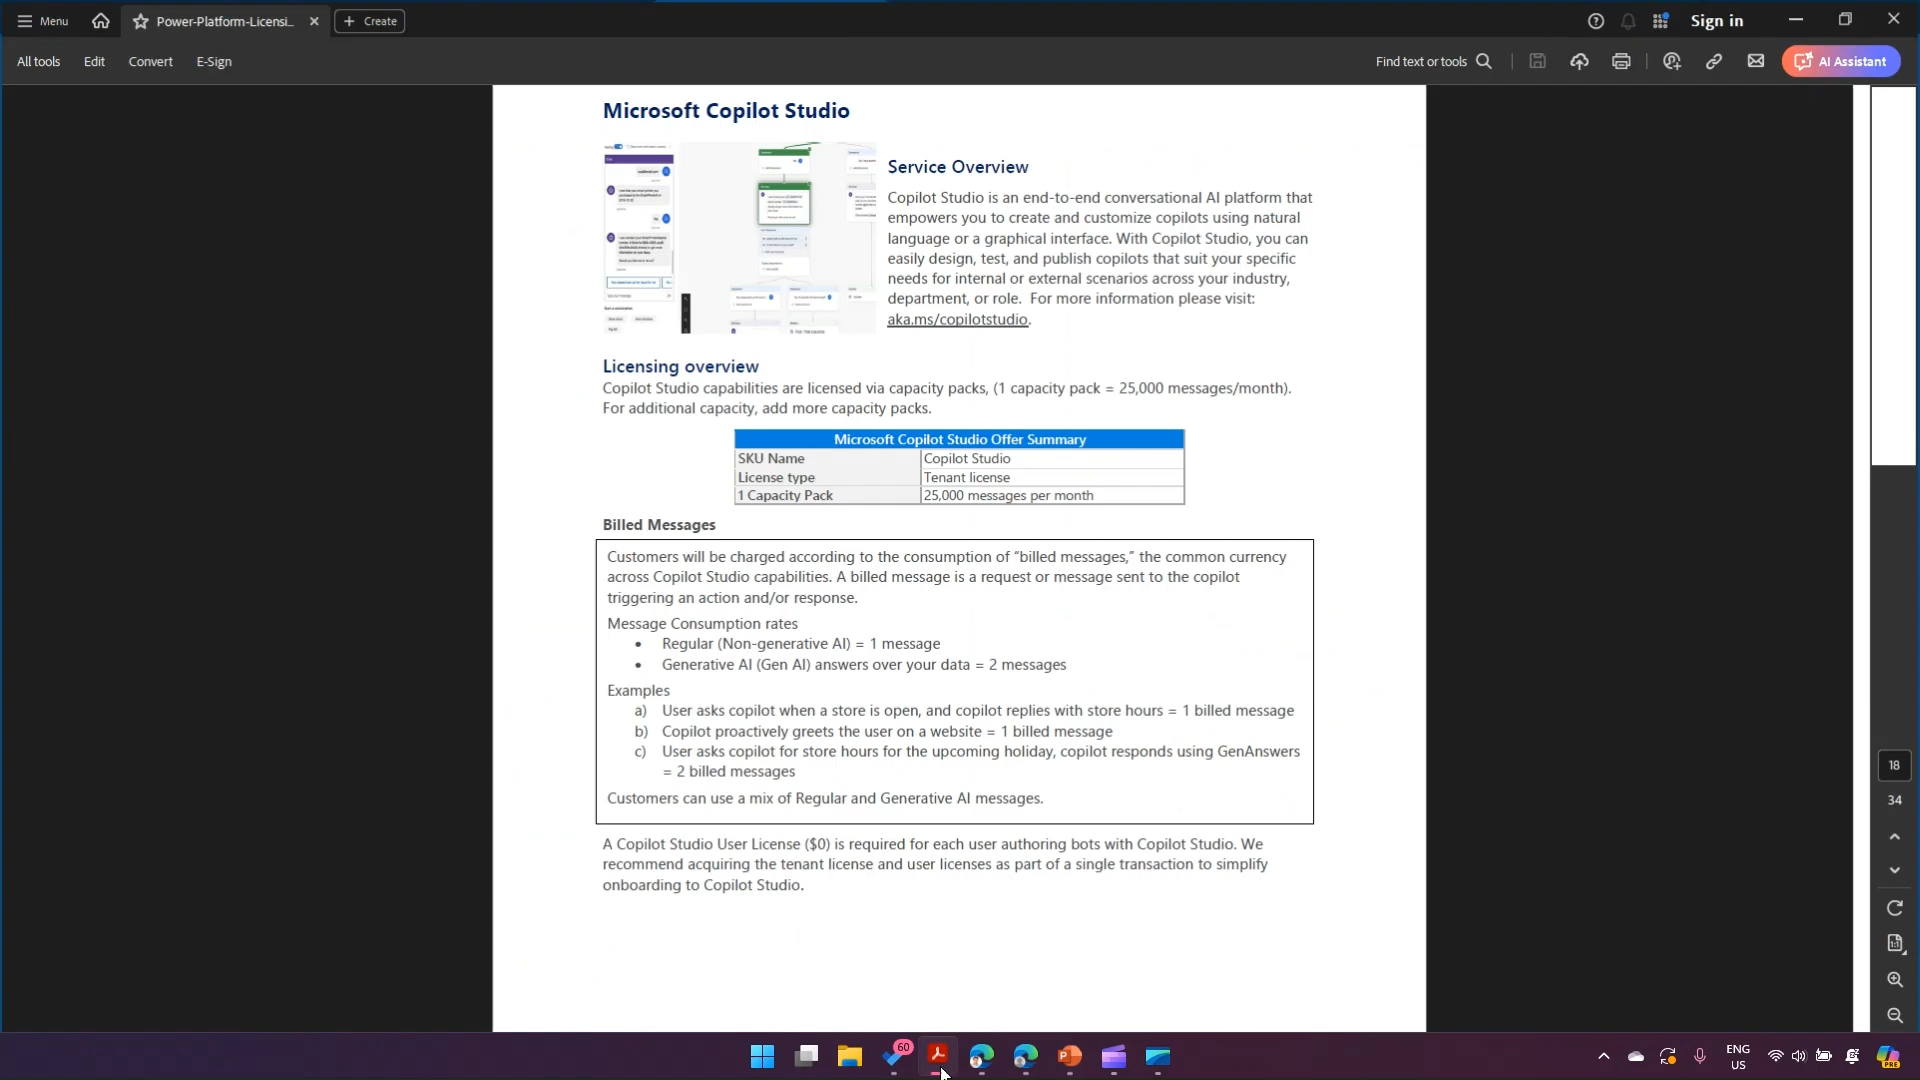 Menu
Power-Platform-Licensi...
Create
Sign in
All tools
Edit
Convert
E-Sign
Find text or tools
AI Assistant
Microsoft Copilot Studio
Service Overview
Copilot Studio is an end-to-end conversational AI platform that
empowers you to create and customize copilots using natural
language or a graphical interface. With Copilot Studio, you can
easily design, test, and publish copilots that suit your specific
needs for internal or external scenarios across your industry,
department, or role. For more information please visit:
aka.ms/copilotstudio.
Licensing overview
Copilot Studio capabilities are licensed via capacity packs, (1 capacity pack = 25,000 messages/month).
For additional capacity, add more capacity packs.
Microsoft Copilot Studio Offer Summary
SKU Name Copilot Studio
License type Tenant license
1 Capacity Pack 25,000 messages per month
Billed Messages
Customers will be charged according to the consumption of “billed messages,” the common currency
across Copilot Studio capabilities. A billed message is a request or message sent to the copilot
triggering an action and/or response.
Message Consumption rates
• Regular (Non-generative AI) = 1 message
• Generative AI (Gen AI) answers over your data = 2 messages
Examples
a) User asks copilot when a store is open, and copilot replies with store hours = 1 billed message
b) Copilot proactively greets the user on a website = 1 billed message
c) User asks copilot for store hours for the upcoming holiday, copilot responds using GenAnswers
= 2 billed messages
Customers can use a mix of Regular and Generative AI messages.
A Copilot Studio User License ($0) is required for each user authoring bots with Copilot Studio. We
recommend acquiring the tenant license and user licenses as part of a single transaction to simplify
onboarding to Copilot Studio.
18
34
60
ENG
US
PRE